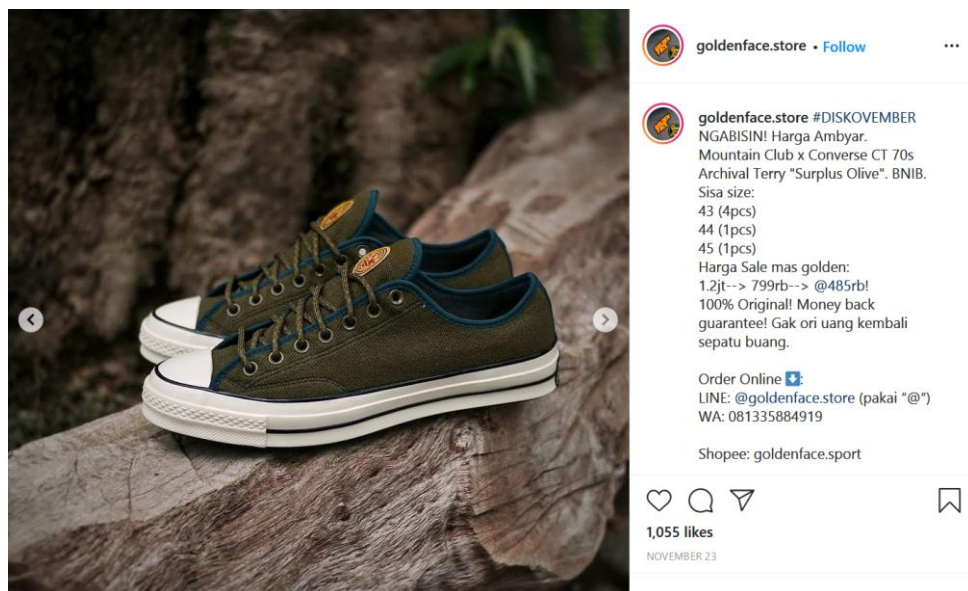 goldenface.store • Follow
goldenface.store #DISKOVEMBER
NGABISIN! Harga Ambyar.
Mountain Club x Converse CT 70s
Archival Terry "Surplus Olive". BNIB.
Sisa size:
43 (4pcs)
44 (1pcs)
45 (1pcs)
Harga Sale mas golden:
1.2jt--> 799rb--> @485rb!
100% Original! Money back
guarantee! Gak ori uang kembali
sepatu buang.
Order Online ⬇️:
LINE: @goldenface.store (pakai “@”)
WA: 081335884919
Shopee: goldenface.sport
1,055 likes
NOVEMBER 23